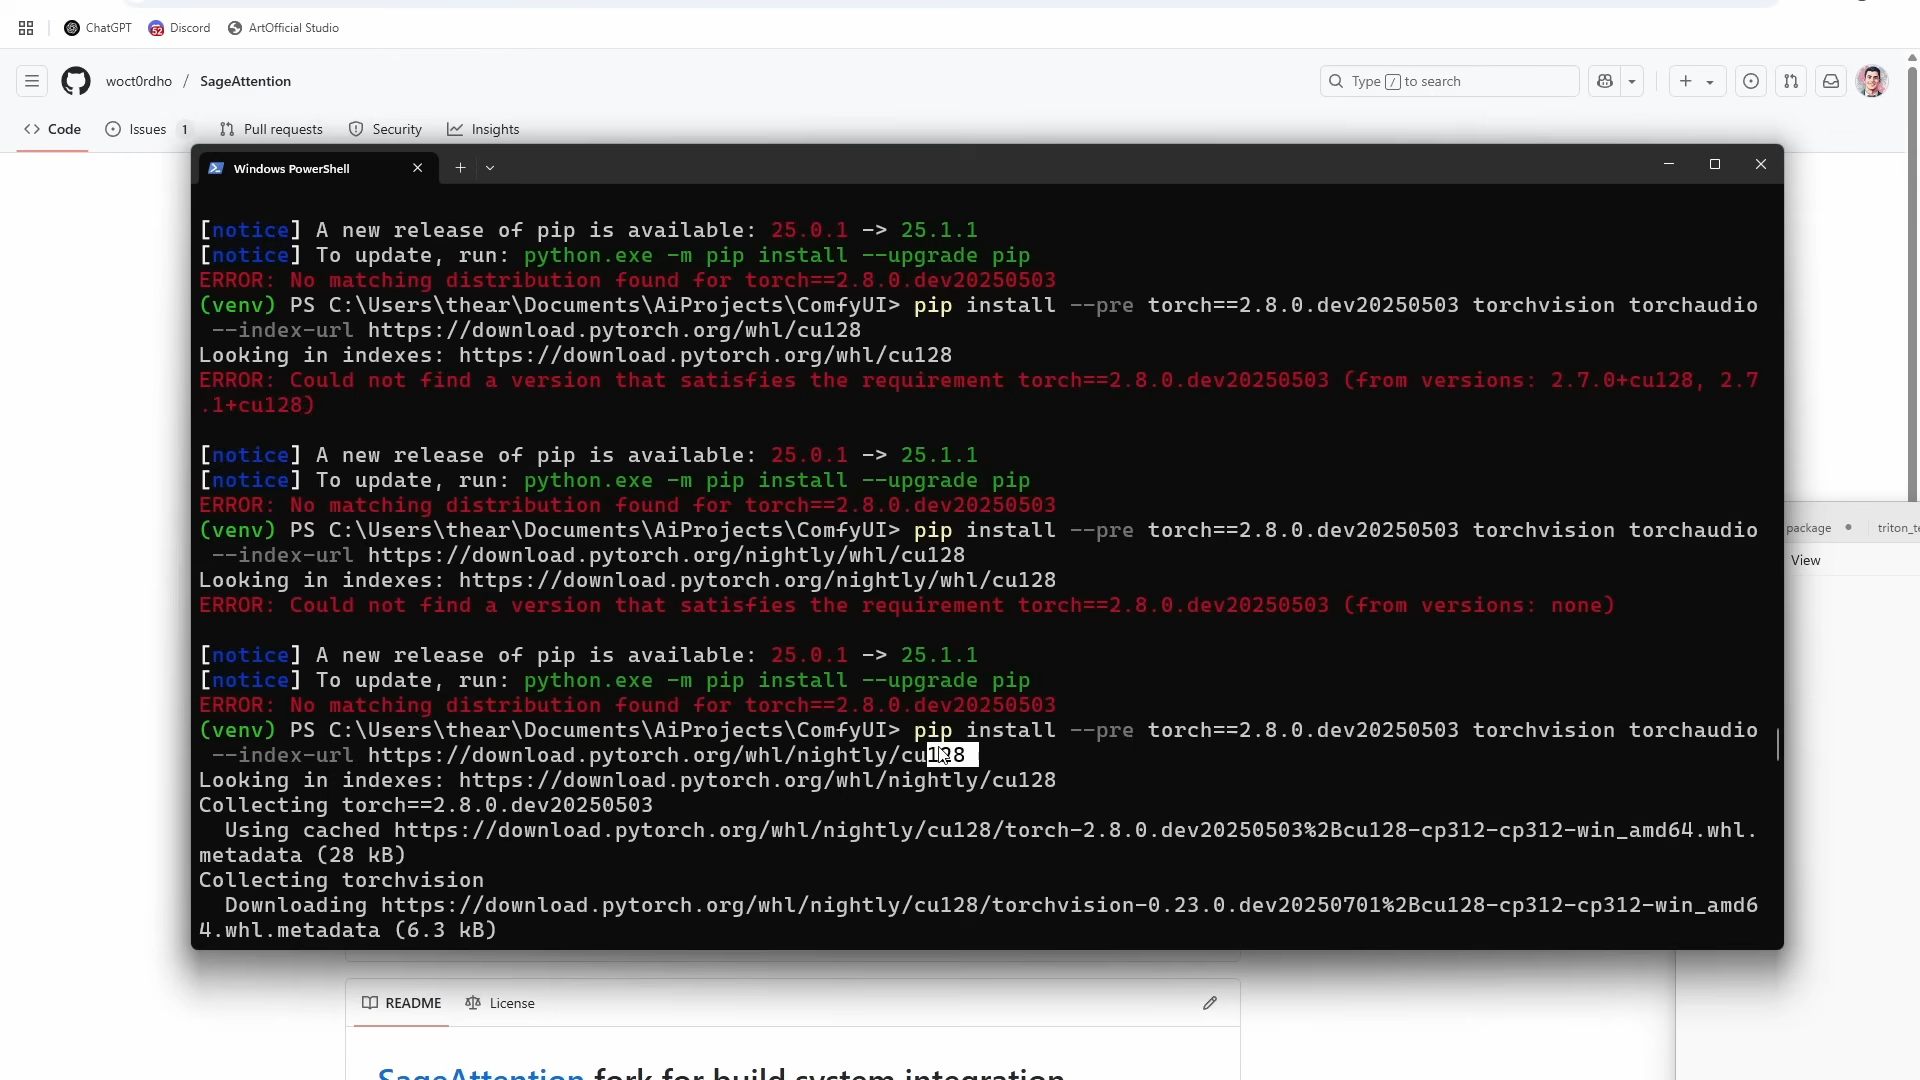 ChatGPT Discord ArtOfficial Studio
woct0rdho / SageAttention
Type / to search
Code Issues 1 Pull requests Security Insights
Windows PowerShell
[notice] A new release of pip is available: 25.0.1 -> 25.1.1
[notice] To update, run: python.exe -m pip install --upgrade pip
ERROR: No matching distribution found for torch==2.8.0.dev20250503
(venv) PS C:\Users\thear\Documents\AiProjects\ComfyUI> pip install --pre torch==2.8.0.dev20250503 torchvision torchaudio
--index-url https://download.pytorch.org/whl/cu128
Looking in indexes: https://download.pytorch.org/whl/cu128
ERROR: Could not find a version that satisfies the requirement torch==2.8.0.dev20250503 (from versions: 2.7.0+cu128, 2.7
.1+cu128)
[notice] A new release of pip is available: 25.0.1 -> 25.1.1
[notice] To update, run: python.exe -m pip install --upgrade pip
ERROR: No matching distribution found for torch==2.8.0.dev20250503
(venv) PS C:\Users\thear\Documents\AiProjects\ComfyUI> pip install --pre torch==2.8.0.dev20250503 torchvision torchaudio
--index-url https://download.pytorch.org/nightly/whl/cu128
Looking in indexes: https://download.pytorch.org/nightly/whl/cu128
ERROR: Could not find a version that satisfies the requirement torch==2.8.0.dev20250503 (from versions: none)
[notice] A new release of pip is available: 25.0.1 -> 25.1.1
[notice] To update, run: python.exe -m pip install --upgrade pip
ERROR: No matching distribution found for torch==2.8.0.dev20250503
(venv) PS C:\Users\thear\Documents\AiProjects\ComfyUI> pip install --pre torch==2.8.0.dev20250503 torchvision torchaudio
--index-url https://download.pytorch.org/whl/nightly/cu128
Looking in indexes: https://download.pytorch.org/whl/nightly/cu128
Collecting torch==2.8.0.dev20250503
Using cached https://download.pytorch.org/whl/nightly/cu128/torch-2.8.0.dev20250503%2Bcu128-cp312-cp312-win_amd64.whl.
metadata (28 kB)
Collecting torchvision
Downloading https://download.pytorch.org/whl/nightly/cu128/torchvision-0.23.0.dev20250701%2Bcu128-cp312-cp312-win_amd6
4.whl.metadata (6.3 kB)
package
View
README License
SageAttention fork for build system integration